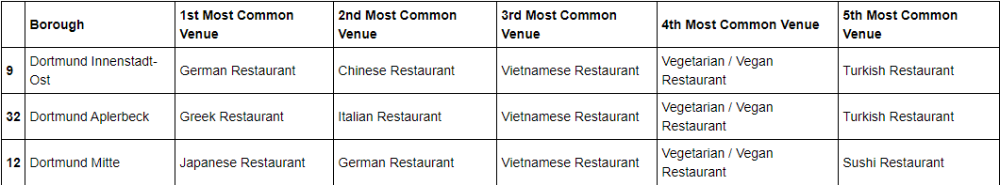 Borough 1st Most Common Venue 2nd Most Common Venue 3rd Most Common Venue 4th Most Common Venue 5th Most Common Venue
9 Dortmund Innenstadt-Ost German Restaurant Chinese Restaurant Vietnamese Restaurant Vegetarian / Vegan Restaurant Turkish Restaurant
32 Dortmund Aplerbeck Greek Restaurant Italian Restaurant Vietnamese Restaurant Vegetarian / Vegan Restaurant Turkish Restaurant
12 Dortmund Mitte Japanese Restaurant German Restaurant Vietnamese Restaurant Vegetarian / Vegan Restaurant Sushi Restaurant